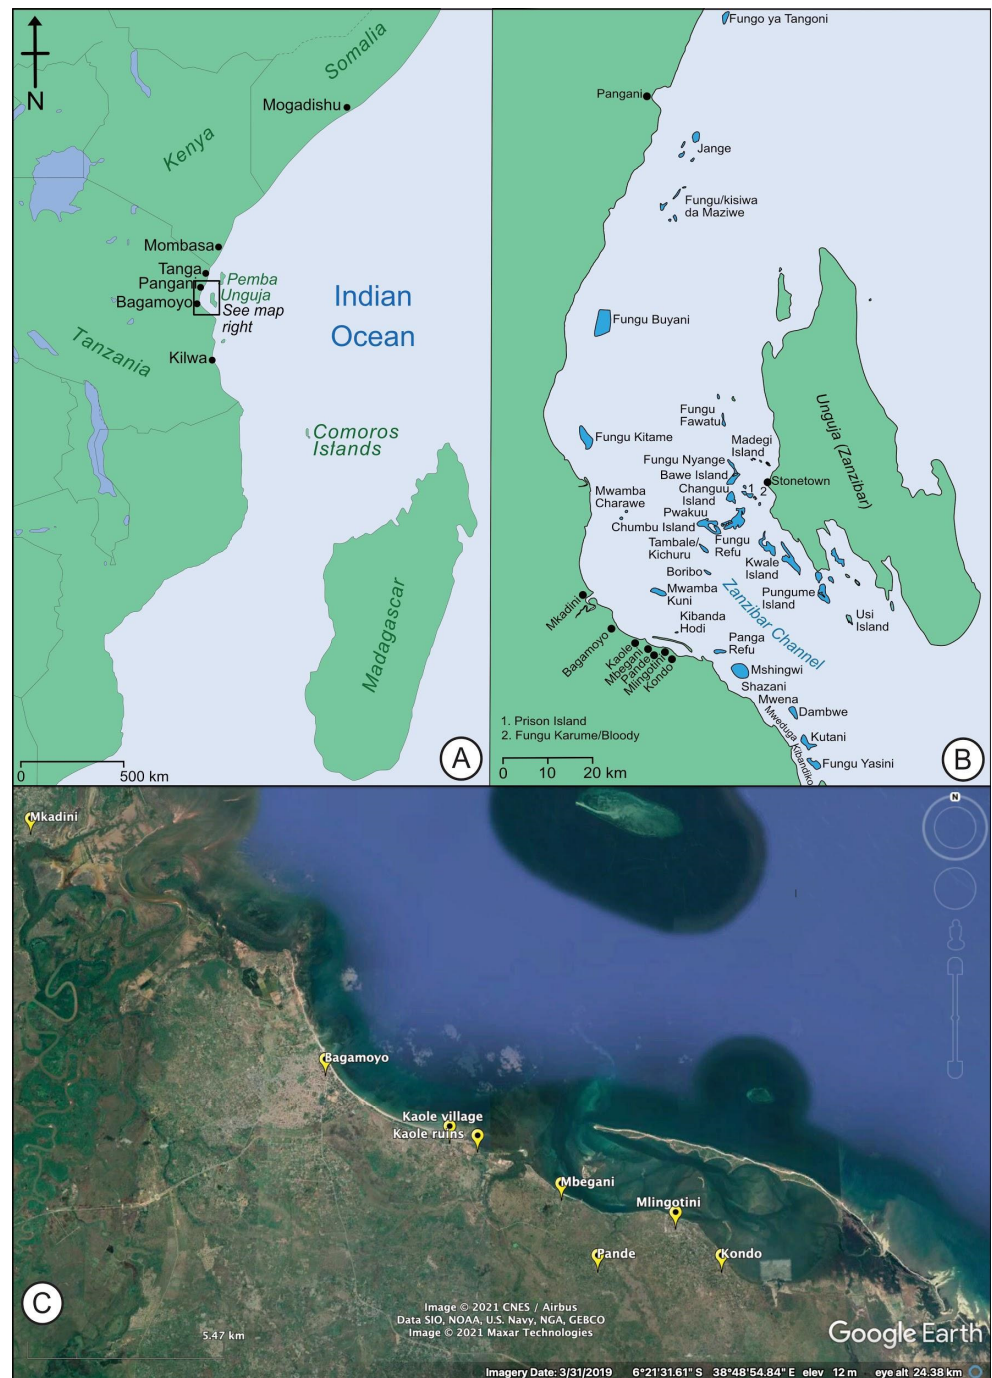 N
Somalia
Mogadishu
Kenya
Mombasa
Tanga
Pangani
Pemba
Unguja
Bagamoyo
See map
right
Indian
Ocean
Tanzania
Kilwa
Comoros
Islands
Madagascar
0 500 km
A
Fungo ya Tangoni
Pangani
Jange
Fungu/kisiwa
da Maziwe
Fungu Buyani
Fungu
Fawatu
Fungu Kitame
Madegi
Island
Fungu Nyange
Bawe Island
Stonetown
Changuu
Island
1 2
Mwamba
Charawe
Pwakuu
Chumbu Island
Fungu
Refu
Tambale/
Kichuru
Kwale
Island
Boribo
Unguja (Zanzibar)
Mwamba
Kuni
Pungume
Island
Zanzibar Channel
Usi
Island
Mkadini
Kibanda
Hodi
Bagamoyo
Kaole
Mbegani
Pande
Mlingotini
Kondo
Panga
Refu
Mshingwi
Shazani
Mwena
Mweduga
Dambwe
Kutani
Kibandiko
Fungu Yasini
1. Prison Island
2. Fungu Karume/Bloody
0 10 20 km
B
Mkadini
N
Bagamoyo
Kaole village
Kaole ruins
Mbegani
Mlingotini
Pande
Kondo
C
Image © 2021 CNES / Airbus
Data SIO, NOAA, U.S. Navy, NGA, GEBCO
Image © 2021 Maxar Technologies
5.47 km
Google Earth
Imagery Date: 3/31/2019 6°21'31.61" S 38°48'54.84" E elev 12 m eye alt 24.38 km